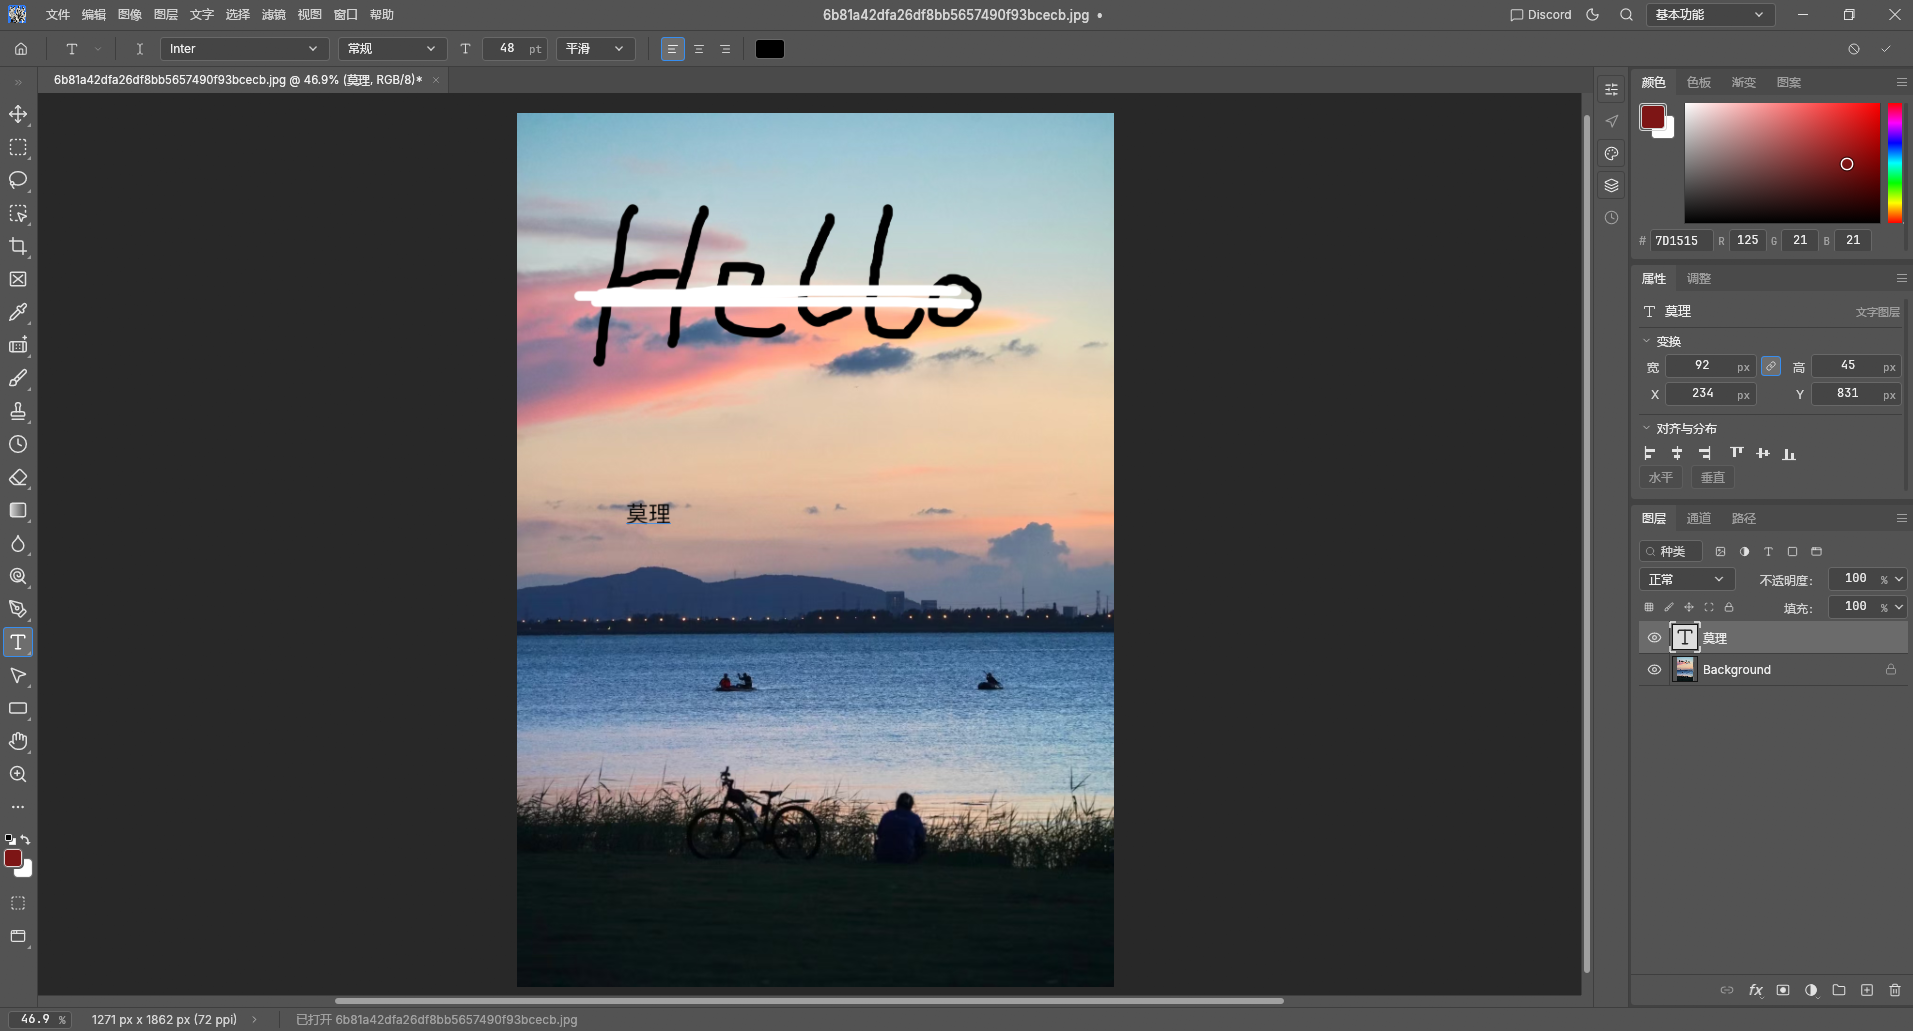 文件 编辑 图像 图层 文字 选择 滤镜 视图 窗口 帮助
6b81a42dfa26df8bb5657490f93bcecb.jpg •
Discord
基本功能
Inter
常规
48 pt
平滑
6b81a42dfa26df8bb5657490f93bcecb.jpg @ 46.9% (莫理, RGB/8)*
Hello
莫理
颜色 色板 渐变 图案
# 7D1515 R 125 G 21 B 21
属性 调整
莫理 文字图层
变换
宽 92 px 高 45 px
X 234 px Y 831 px
对齐与分布
水平 垂直
图层 通道 路径
种类
正常 不透明度: 100 %
填充: 100 %
莫理
Background
fx
46.9 % 1271 px x 1862 px (72 ppi) 已打开 6b81a42dfa26df8bb5657490f93bcecb.jpg